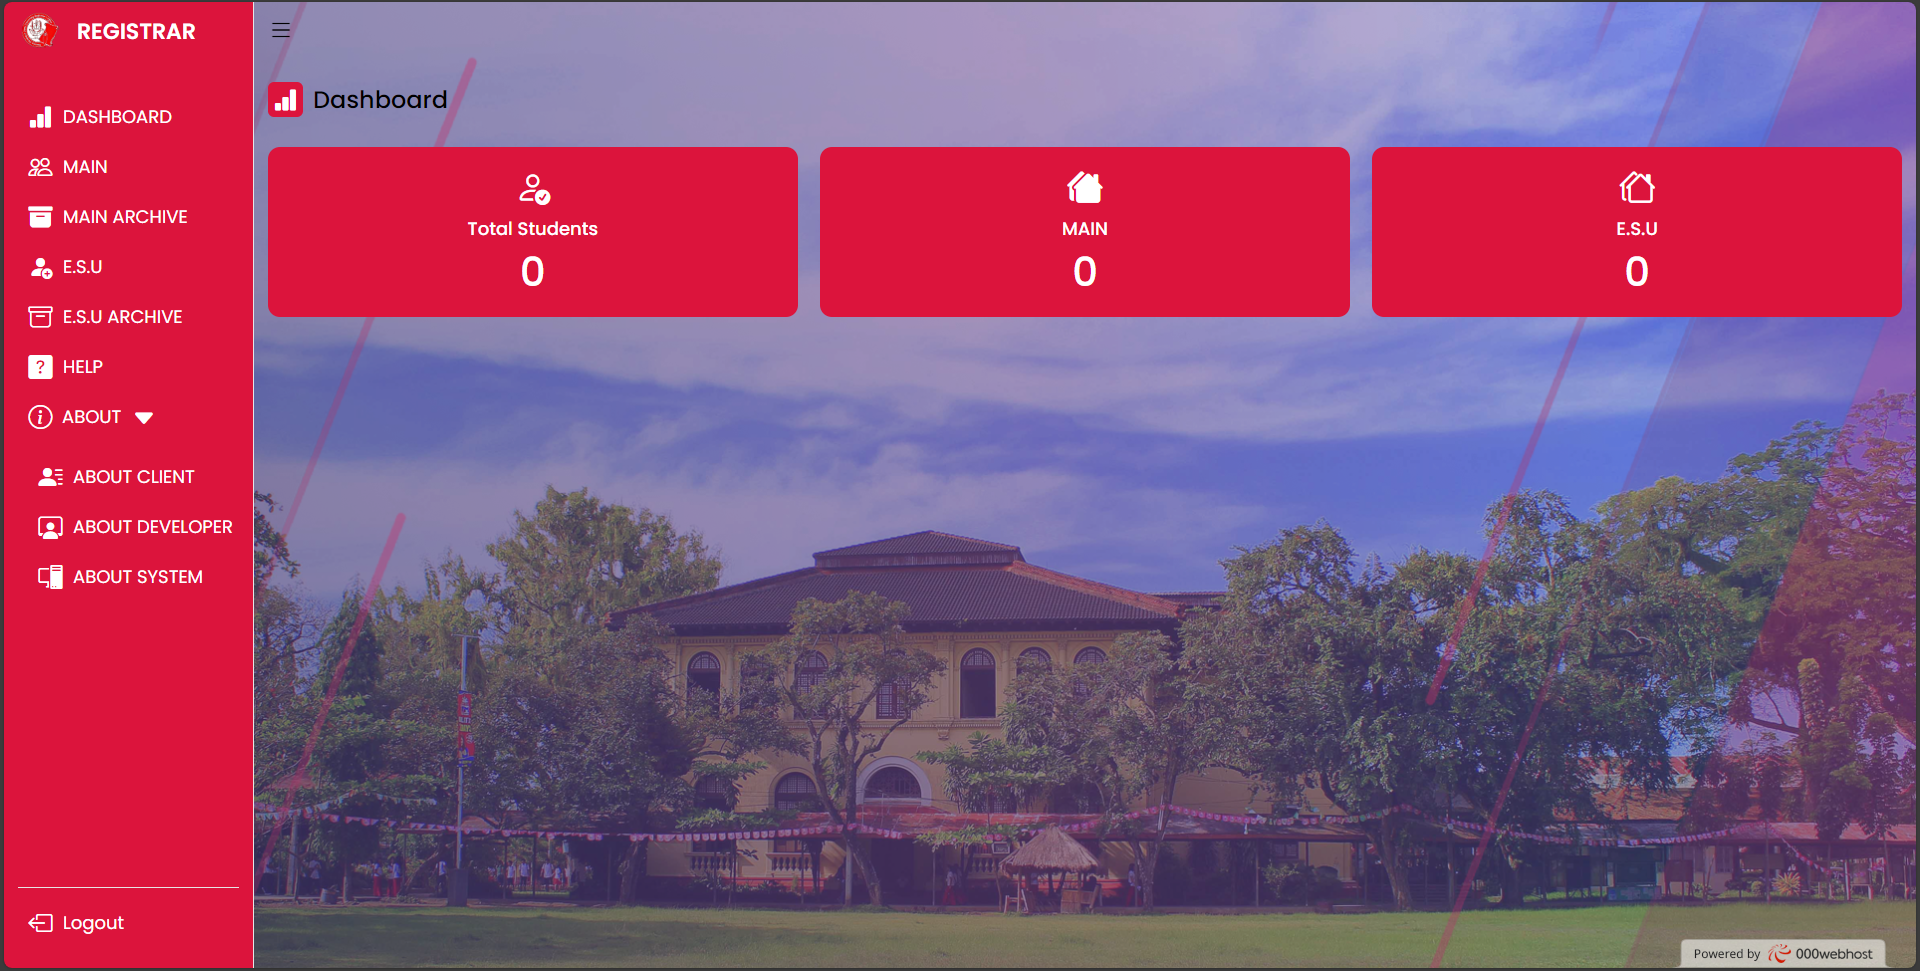 REGISTRAR
DASHBOARD
MAIN
MAIN ARCHIVE
E.S.U
E.S.U ARCHIVE
HELP
ABOUT
ABOUT CLIENT
ABOUT DEVELOPER
ABOUT SYSTEM
Logout
Dashboard
Total Students
0
MAIN
0
E.S.U
0
Powered by 000webhost